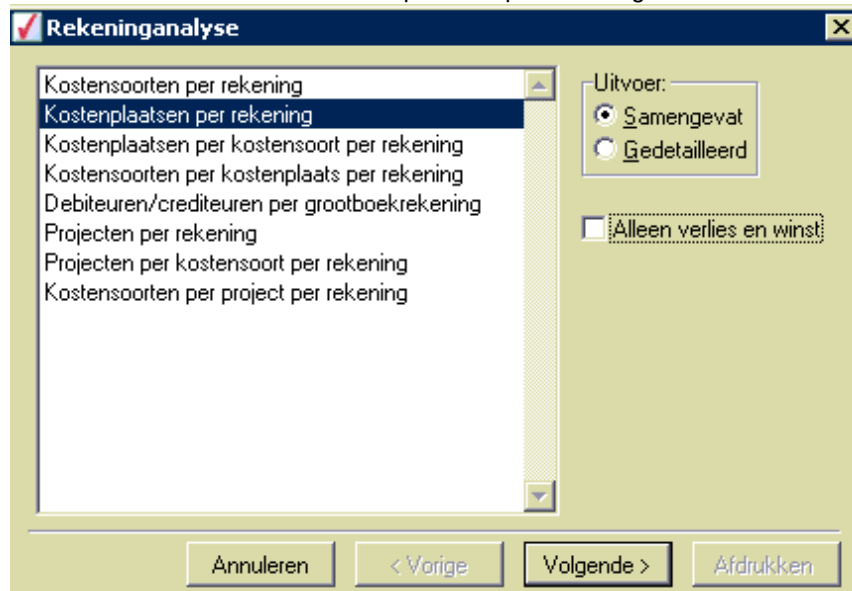 Rekeninganalyse
Kostensoorten per rekening
Kostenplaatsen per rekening
Kostenplaatsen per kostensoort per rekening
Kostensoorten per kostenplaats per rekening
Debiteuren/crediteuren per grootboekrekening
Projecten per rekening
Projecten per kostensoort per rekening
Kostensoorten per project per rekening
Uitvoer:
Samengevat
Gedetailleerd
Alleen verlies en winst
Annuleren
< Vorige
Volgende >
Afdrukken